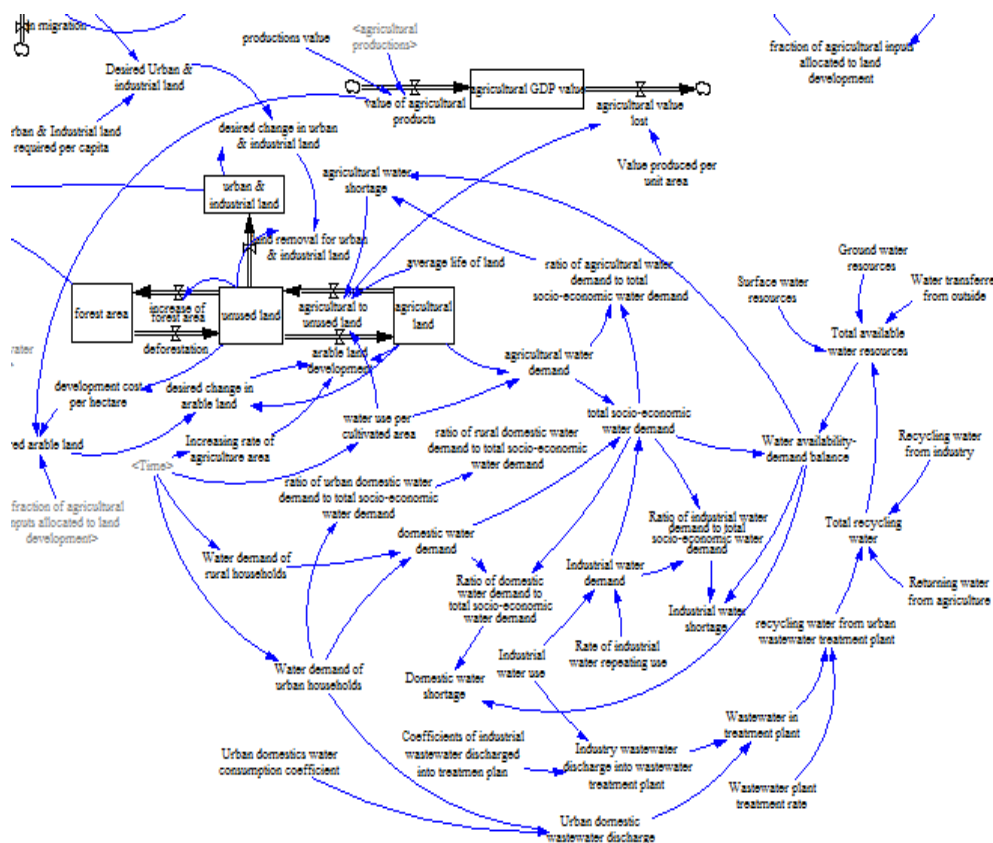 n migration
productions value
<agricultural
productions>
fraction of agricultural inputs
allocated to land
development
Desired Urban &
industrial land
agricultural GDP value
value of agricultural
products
agricultural value
lost
rban & Industrial land
required per capita
desired change in urban
& industrial land
Value produced per
unit area
agricultural water
shortage
urban &
industrial land
land removal for urban
& industrial land
average life of land
ratio of agricultural water
demand to total
socio-economic water demand
Ground water
resources
Surface water
resources
Water transferred
from outside
forest area
increase of
forest area
unused land
agricultural to
unused land
agricultural
land
deforestation
arable land
development
Total available
water resources
agricultural water
demand
water
development cost
per hectare
desired change in
arable land
water use per
cultivated area
total socio-economic
water demand
ed arable land
Increasing rate of
agriculture area
ratio of rural domestic water
demand to total socio-economic
water demand
Water availability-
demand balance
Recycling water
from industry
<Time>
ratio of urban domestic water
demand to total socio-economic
water demand
fraction of agricultural
nputs allocated to land
development>
domestic water
demand
Ratio of industrial water
demand to total
socio-economic water
demand
Total recycling
water
Water demand of
rural households
Industrial water
demand
Ratio of domestic
water demand to
total socio-economic
water demand
Returning water
from agriculture
Industrial water
shortage
recycling water from urban
wastewater treatment plant
Rate of industrial
water repeating use
Industrial
water use
Water demand of
urban households
Domestic water
shortage
Wastewater in
treatment plant
Coefficients of industrial
wastewater discharged
into treatmen plan
Industry wastewater
discharge into wastewater
treatment plant
Urban domestics water
consumption coefficient
Wastewater plant
treatment rate
Urban domestic
wastewater discharge